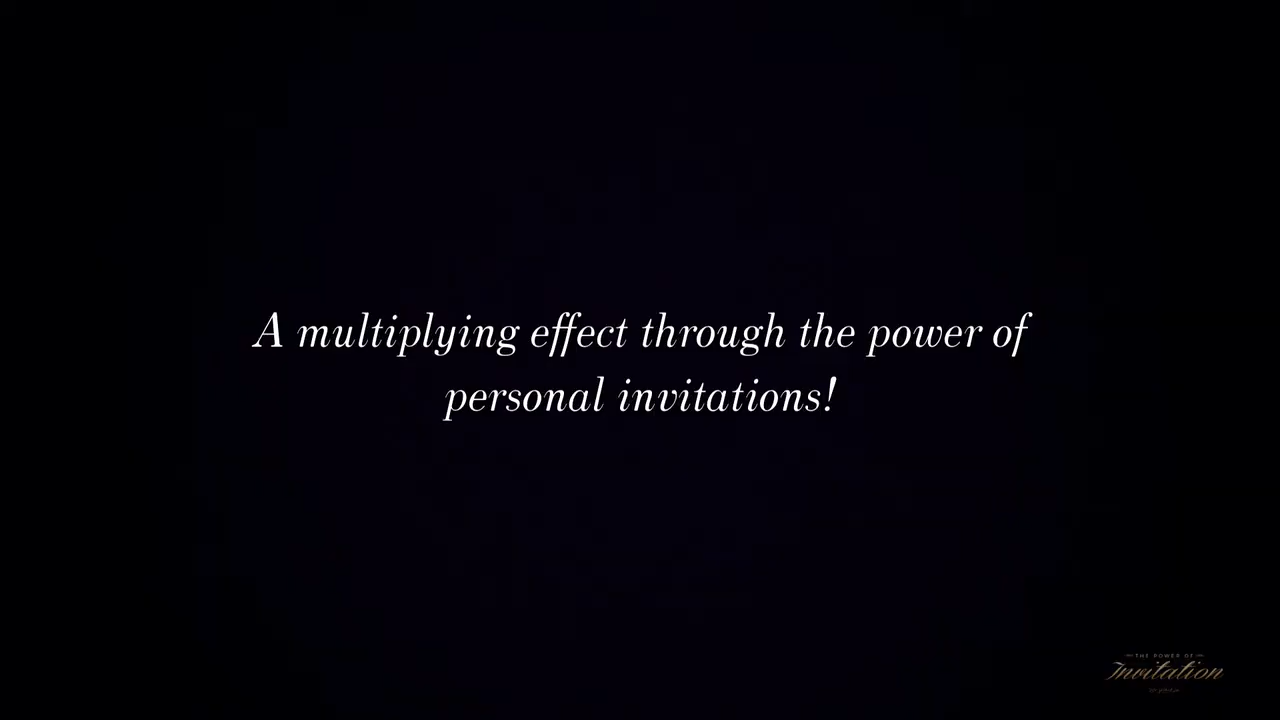 A multiplying effect through the power of
personal invitations!
THE POWER OF
Invitation